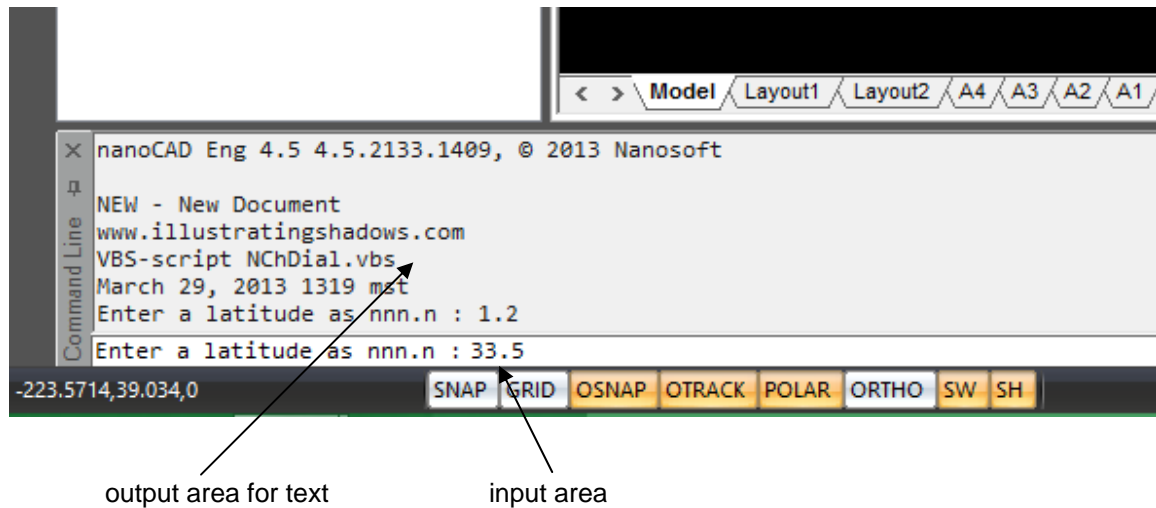 < > Model Layout1 Layout2 A4 A3 A2 A1
nanoCAD Eng 4.5 4.5.2133.1409, © 2013 Nanosoft
NEW - New Document
www.illustratingshadows.com
VBS-script NChDial.vbs
March 29, 2013 1319 mst
Enter a latitude as nnn.n : 1.2
Command Line
Enter a latitude as nnn.n : 33.5
-223.5714,39.034,0 SNAP GRID OSNAP OTRACK POLAR ORTHO SW SH
output area for text input area